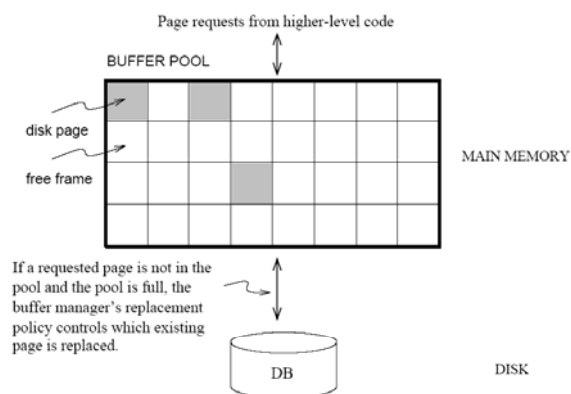 Page requests from higher-level code
BUFFER POOL
disk page
free frame
MAIN MEMORY
If a requested page is not in the
pool and the pool is full, the
buffer manager's replacement
policy controls which existing
page is replaced.
DB
DISK